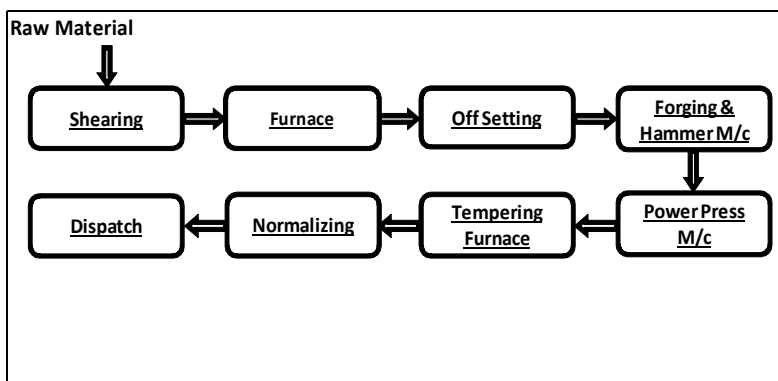 Raw Material
Shearing
Furnace
Off Setting
Forging &
Hammer M/c
Dispatch
Normalizing
Tempering
Furnace
Power Press
M/c